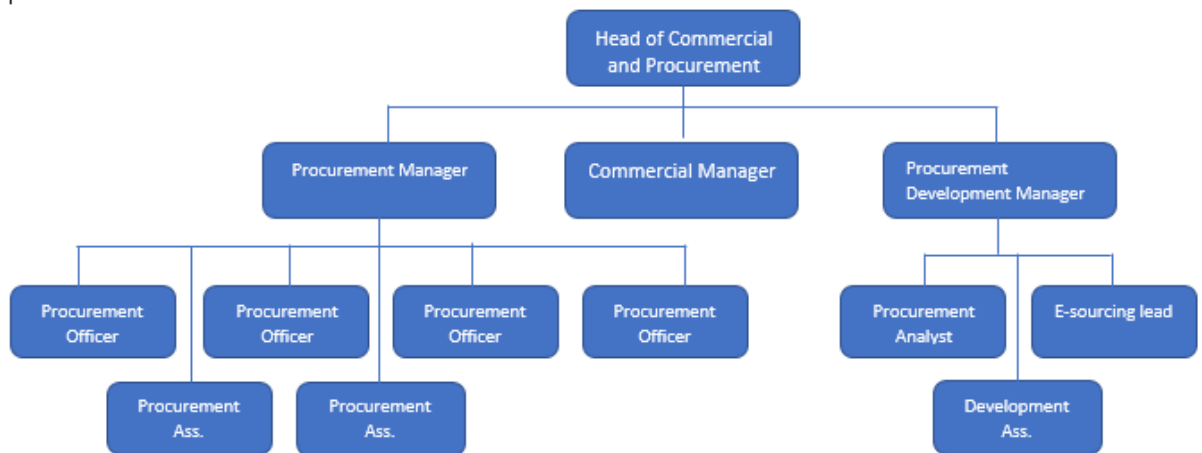 Head of Commercial
and Procurement
Procurement Manager
Commercial Manager
Procurement
Development Manager
Procurement
Officer
Procurement
Officer
Procurement
Officer
Procurement
Officer
Procurement
Analyst
E-sourcing lead
Procurement
Ass.
Procurement
Ass.
Development
Ass.